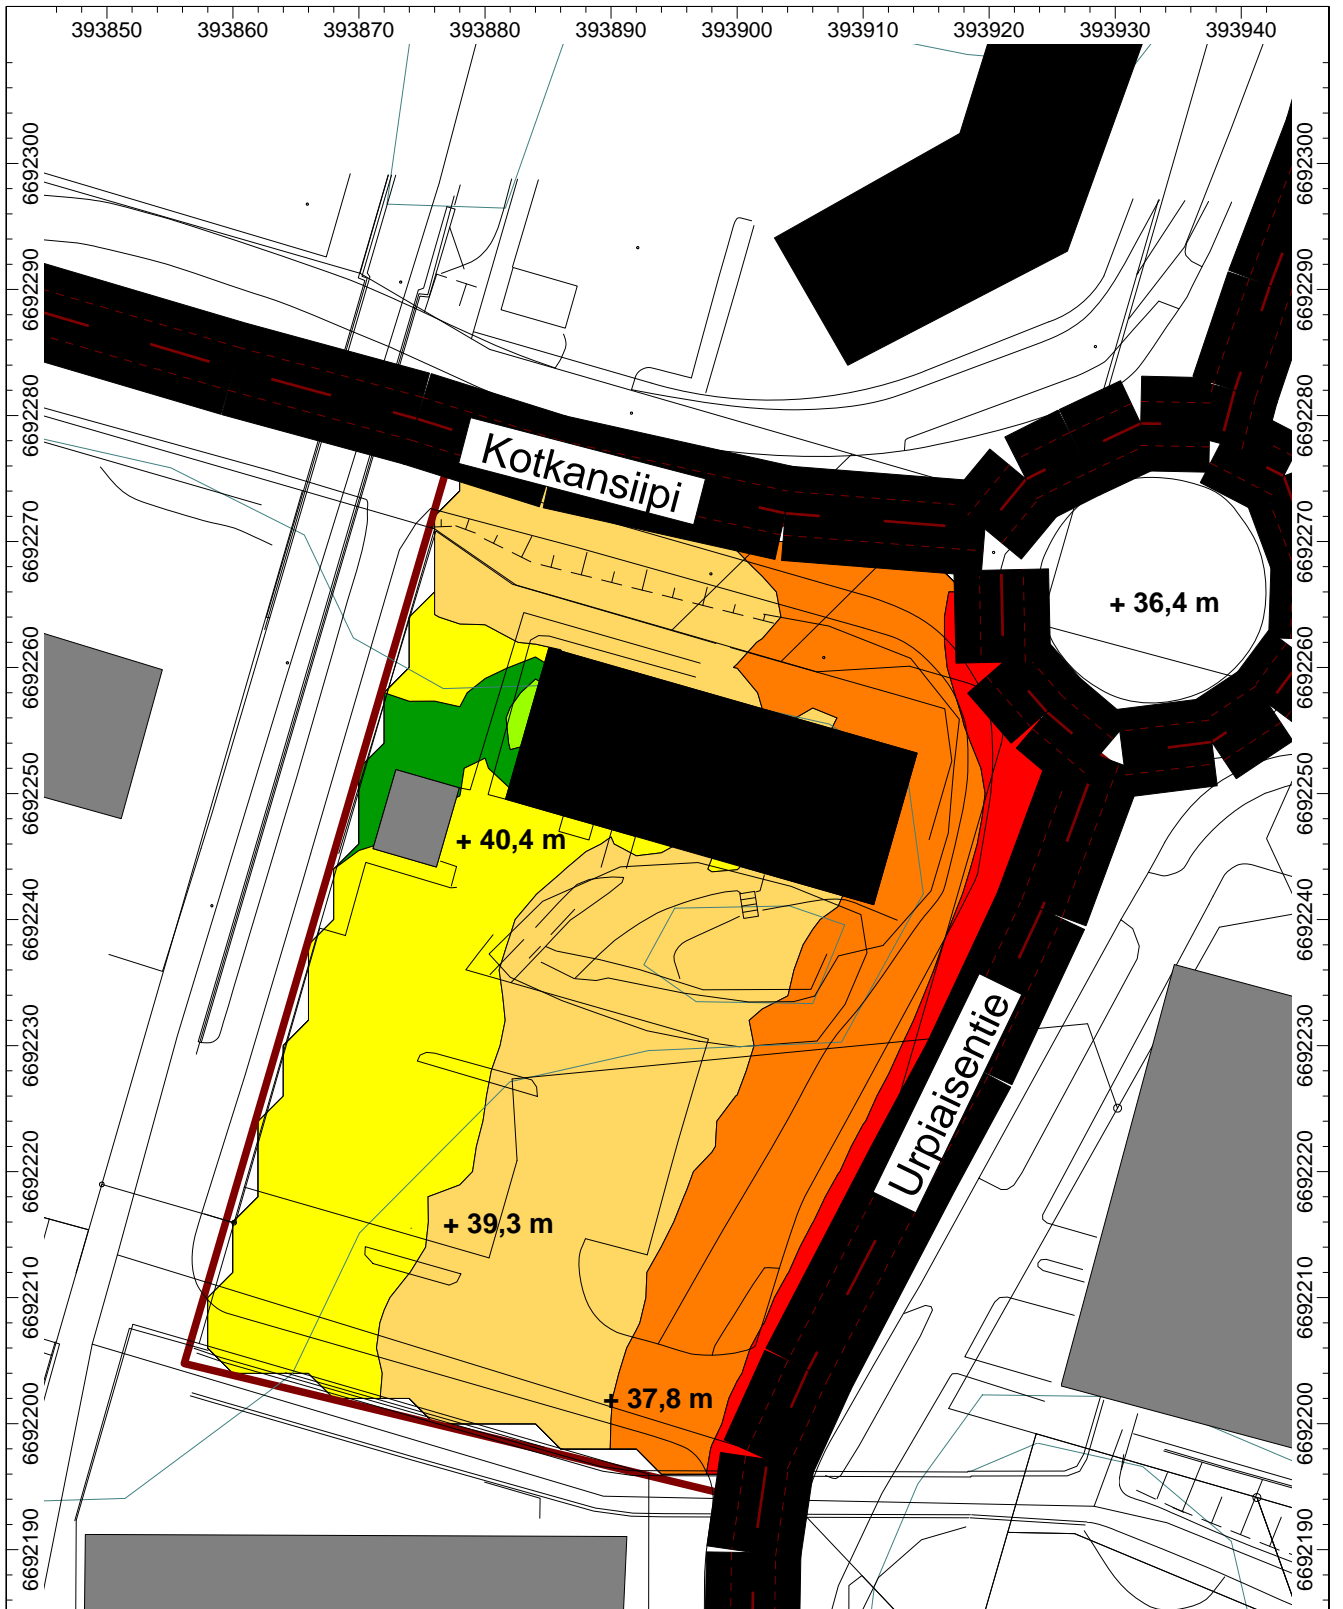 393850 393860 393870 393880 393890 393900 393910 393920 393930 393940
6692300 6692300
6692290 6692290
6692280 6692280
Kotkansiipi
6692270 6692270
+ 36,4 m
6692260 6692260
6692250 6692250
+ 40,4 m
6692240 6692240
6692230 6692230
Urpiaisentie
6692220 6692220
+ 39,3 m
6692210 6692210
6692200 6692200
+ 37,8 m
6692190 6692190